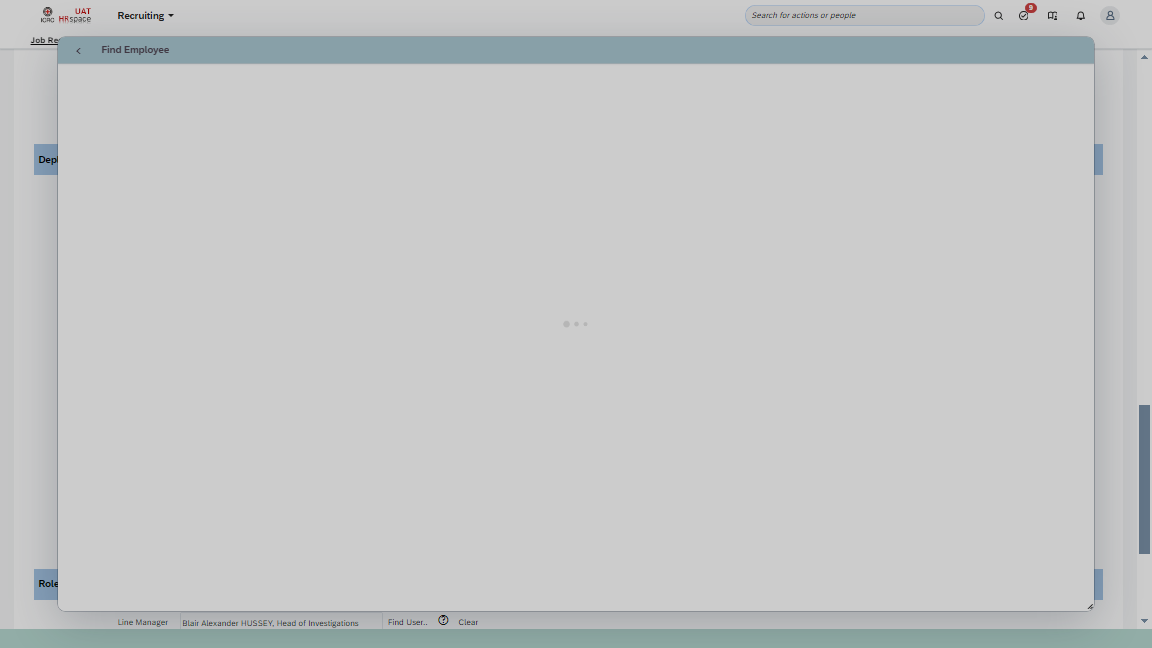 UAT
ICRC HRspace
Recruiting
Search for actions or people
9
Job Re
Find Employee
Depl
Role
Line Manager
Blair Alexander HUSSEY, Head of Investigations
Find User..
Clear